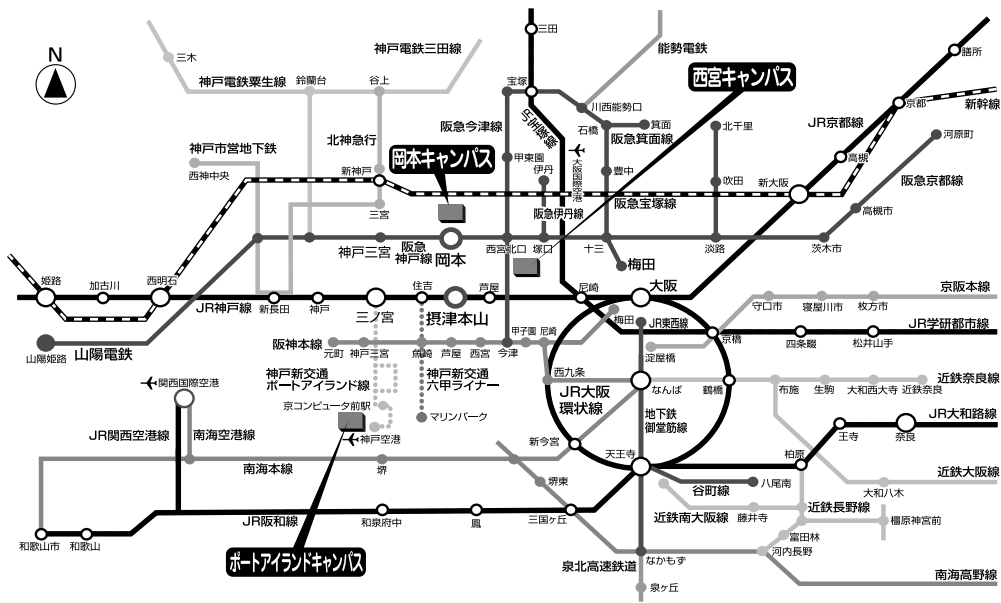 三田
膳所
能勢電鉄
神戸電鉄三田線
三木
N
西宮キャンパス
神戸電鉄粟生線
鈴蘭台
谷上
宝塚
新幹線
京都
川西能勢口
JR宝塚線
JR京都線
阪急今津線
石橋
箕面
北千里
河原町
北神急行
阪急箕面線
神戸市営地下鉄
岡本キャンパス
甲東園
大阪国際空港
高槻
西神中央
新神戸
伊丹
豊中
吹田
新大阪
阪急京都線
三宮
阪急伊丹線
阪急宝塚線
高槻市
神戸三宮
阪急
神戸線
岡本
西宮北口
塚口
十三
淡路
茨木市
梅田
姫路
加古川
西明石
住吉
芦屋
尼崎
大阪
京阪本線
JR神戸線
新長田
神戸
三ノ宮
摂津本山
守口市
寝屋川市
枚方市
梅田
JR東西線
JR学研都市線
甲子園
尼崎
京橋
山陽姫路
山陽電鉄
阪神本線
元町
神戸三宮
魚崎
芦屋
西宮
今津
淀屋橋
四条畷
松井山手
神戸新交通
ポートアイランド線
神戸新交通
六甲ライナー
西九条
近鉄奈良線
関西国際空港
JR大阪
環状線
なんば
鶴橋
布施
生駒
大和西大寺
近鉄奈良
京コンピュータ前駅
マリンパーク
地下鉄
御堂筋線
JR大和路線
JR関西空港線
南海空港線
神戸空港
新今宮
王寺
奈良
天王寺
柏原
南海本線
堺
堺東
谷町線
八尾南
近鉄大阪線
大和八木
近鉄南大阪線
藤井寺
近鉄長野線
JR阪和線
和泉府中
鳳
三国ヶ丘
橿原神宮前
富田林
和歌山市
和歌山
河内長野
ポートアイランドキャンパス
泉北高速鉄道
なかもず
南海高野線
泉ヶ丘